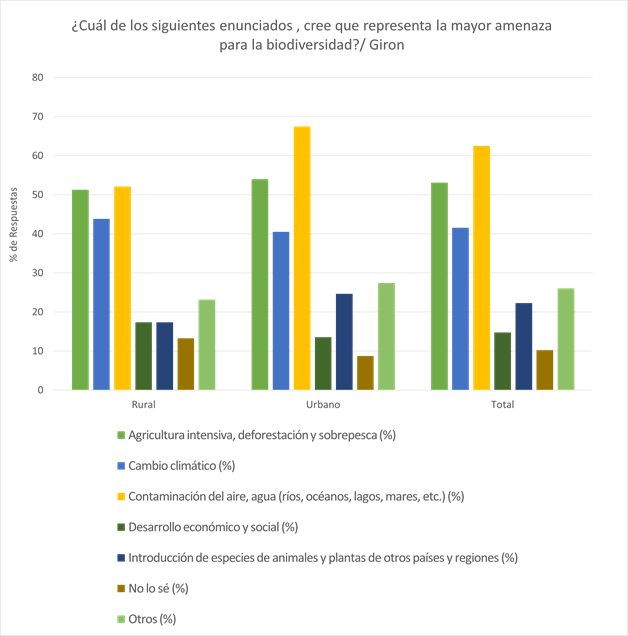 ¿Cuál de los siguientes enunciados , cree que representa la mayor amenaza
para la biodiversidad?/ Giron
80
70
60
50
40
30
20
10
0
% de Respuestas
Rural Urbano Total
Agricultura intensiva, deforestación y sobrepesca (%)
Cambio climático (%)
Contaminación del aire, agua (ríos, océanos, lagos, mares, etc.) (%)
Desarrollo económico y social (%)
Introducción de especies de animales y plantas de otros países y regiones (%)
No lo sé (%)
Otros (%)